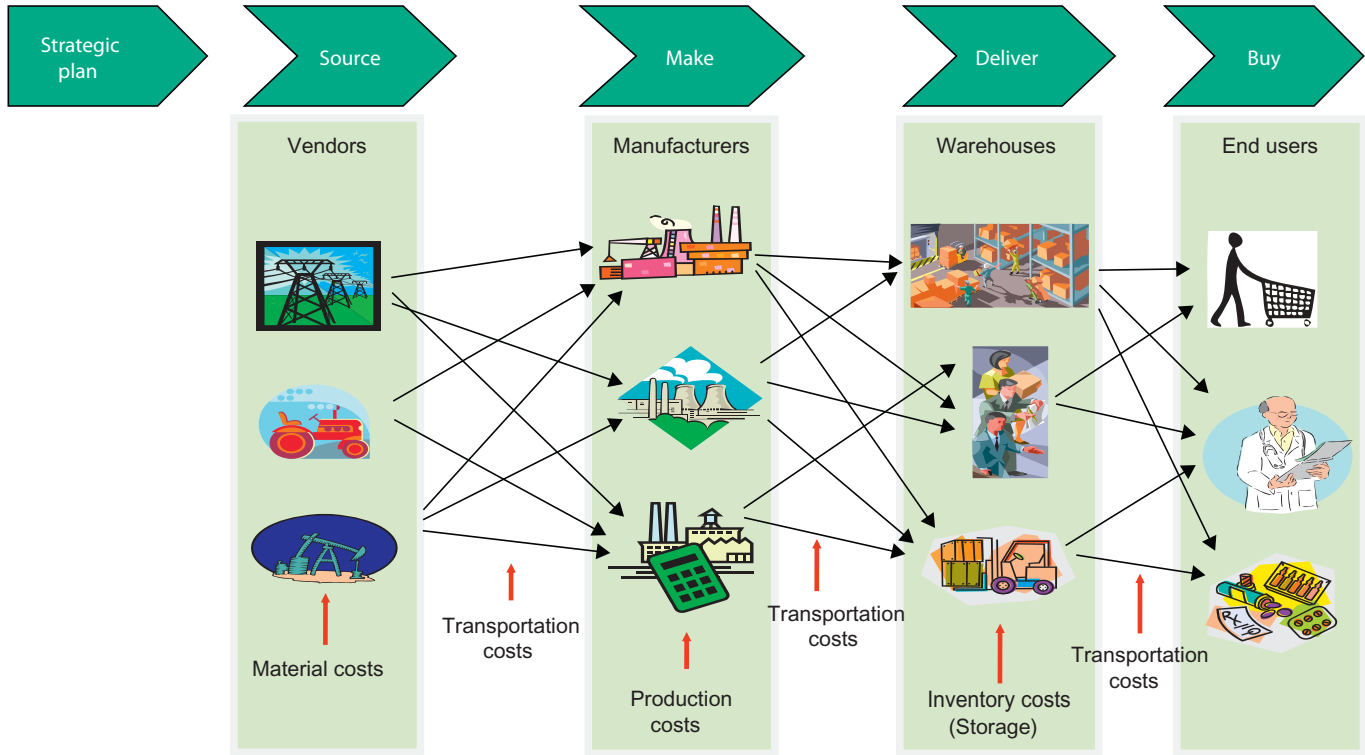 Strategic
plan
Source
Make
Deliver
Buy
Vendors
Manufacturers
Warehouses
End users
Material costs
Transportation
costs
Production
costs
Transportation
costs
Inventory costs
(Storage)
Transportation
costs